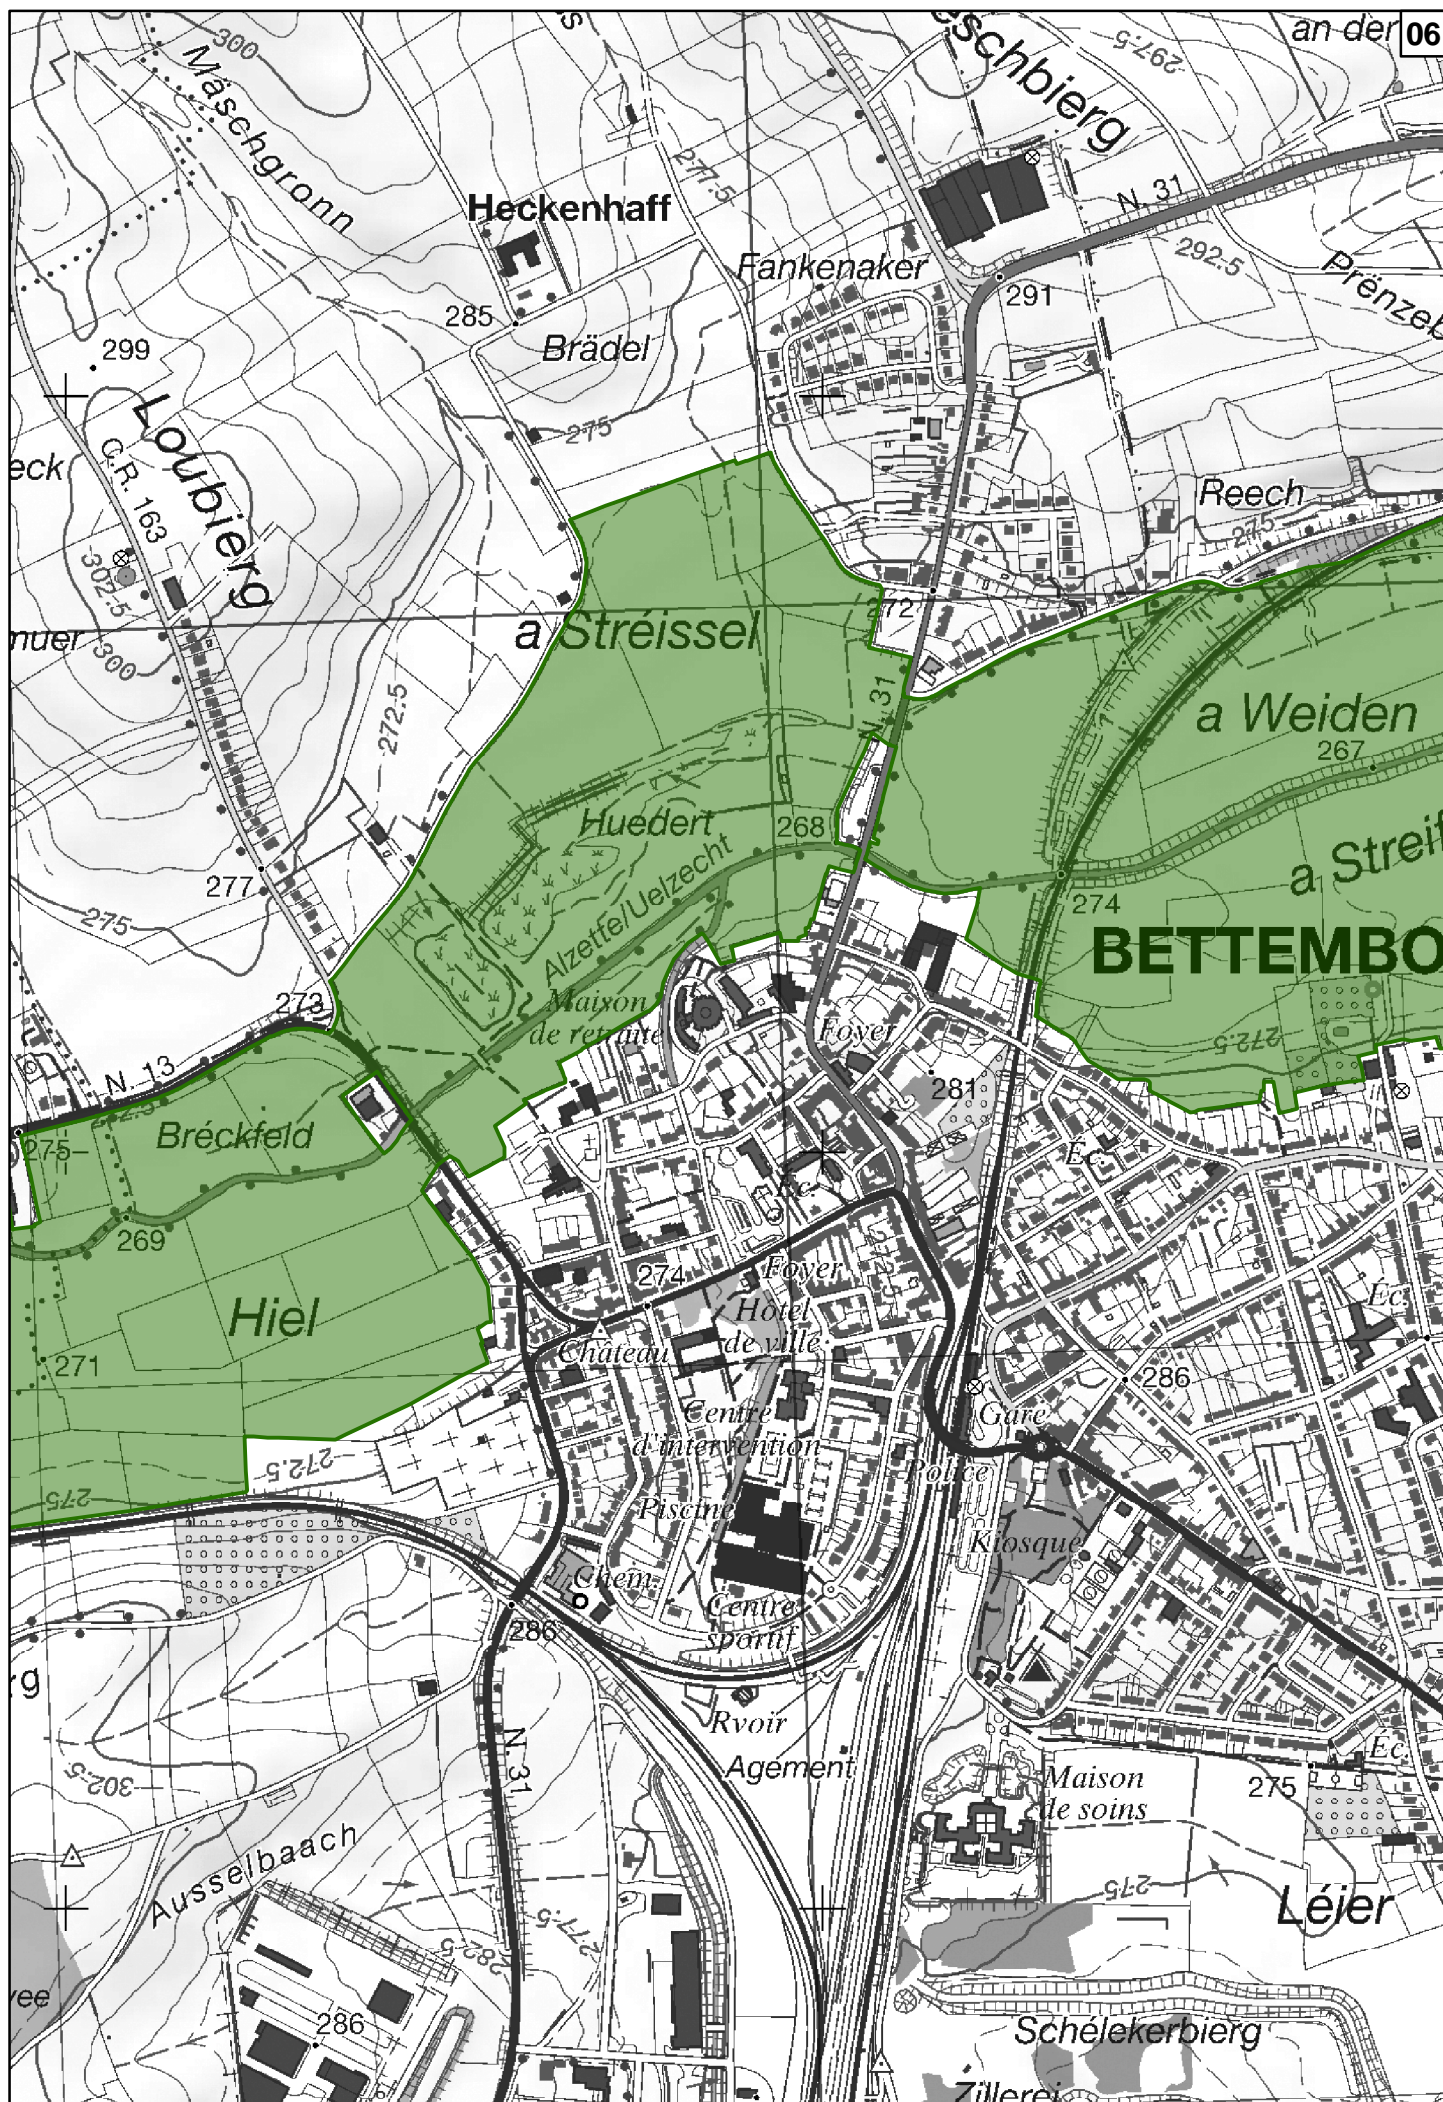 an der
06
300
Mäschgronn
eschbierg
297.5
277.5
Heckenhaff
N. 31
292.5
Fankenaker
291
Prënzeb
285
Brädel
299
Loubierg
C.R. 163
275
eck
Reech
275
302.5
272
a Stréissel
muer
300
272.5
N. 31
a Weiden
267
Huedert
268
277
275
Alzette/Uelzecht
a Streif
274
BETTEMBO
273
Maison
de retraite
Foyer
272.5
N. 13
281
275
Bréckfeld
Éc.
Éc.
269
272.5
Foyer
274
Hiel
Hôtel
de ville
Éc.
Château
271
286
Centre
d'intervention
Gare
Police
272.5
275
Piscine
Kiosque
Chem.
Centre
sportif
286
rg
Rvoir
N. 31
Agément
Éc.
302.5
Maison
de soins
275
Ausselbaach
275
Léier
277.5
282.5
vee
286
Schélekerbierg
Zillerei